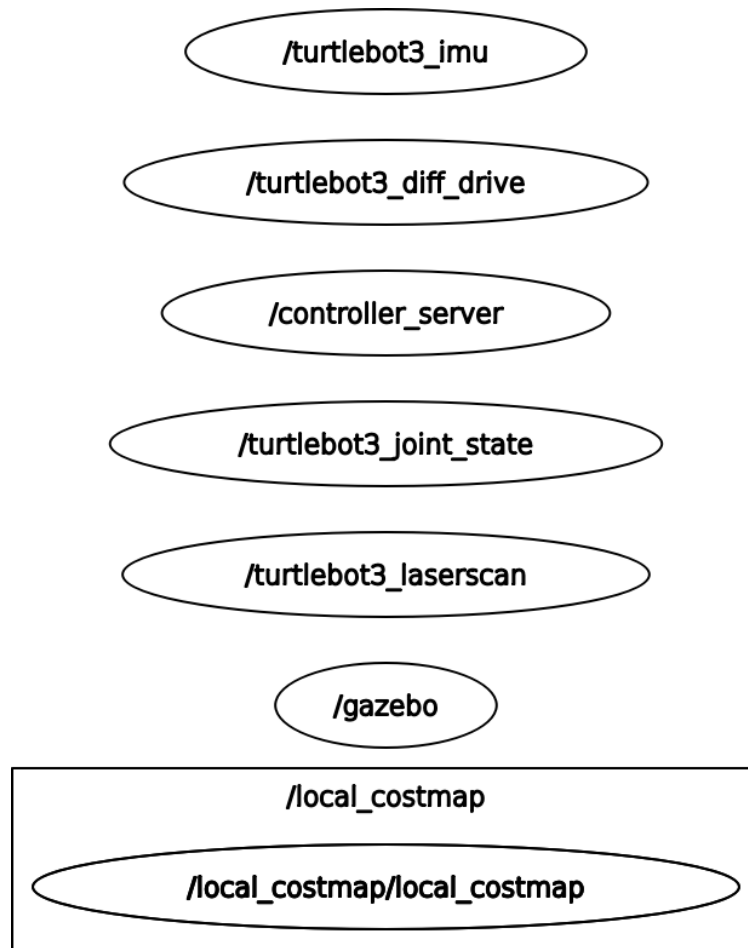 /turtlebot3_imu
/turtlebot3_diff_drive
/controller_server
/turtlebot3_joint_state
/turtlebot3_laserscan
/gazebo
/local_costmap
/local_costmap/local_costmap